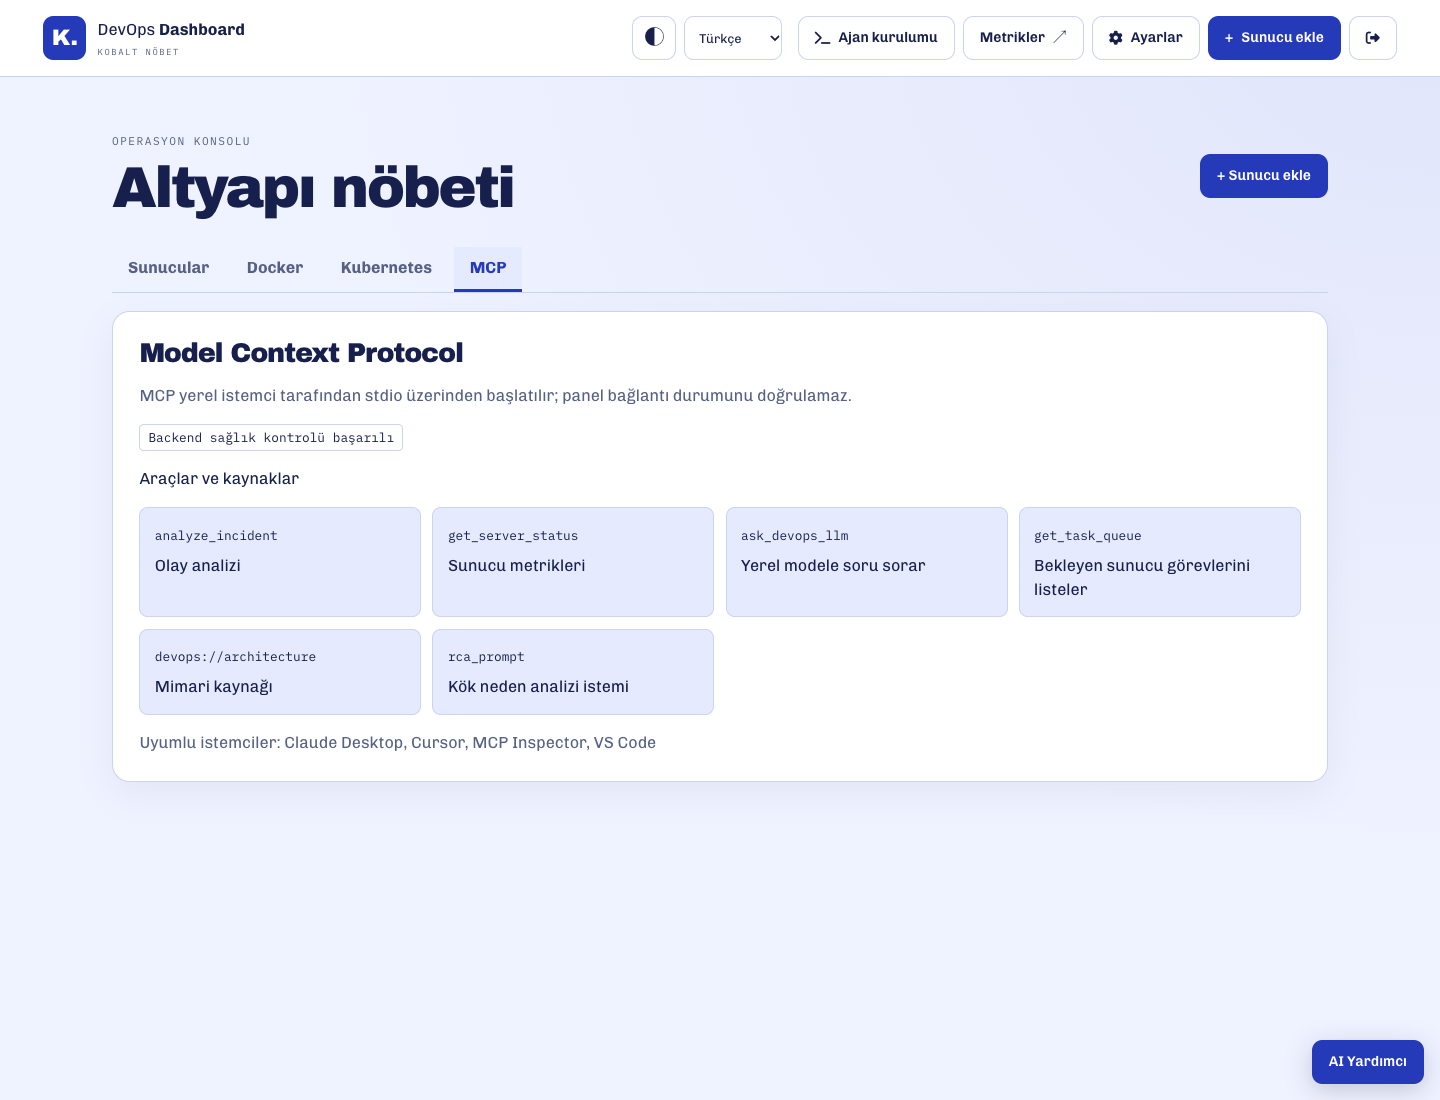 K.
DevOps Dashboard
KOBALT NÖBET
Türkçe
Ajan kurulumu
Metrikler ↗
Ayarlar
+ Sunucu ekle
OPERASYON KONSOLU
Altyapı nöbeti
+ Sunucu ekle
Sunucular
Docker
Kubernetes
MCP
Model Context Protocol
MCP yerel istemci tarafından stdio üzerinden başlatılır; panel bağlantı durumunu doğrulamaz.
Backend sağlık kontrolü başarılı
Araçlar ve kaynaklar
analyze_incident
Olay analizi
get_server_status
Sunucu metrikleri
ask_devops_llm
Yerel modele soru sorar
get_task_queue
Bekleyen sunucu görevlerini
listeler
devops://architecture
Mimari kaynağı
rca_prompt
Kök neden analizi istemi
Uyumlu istemciler: Claude Desktop, Cursor, MCP Inspector, VS Code
AI Yardımcı